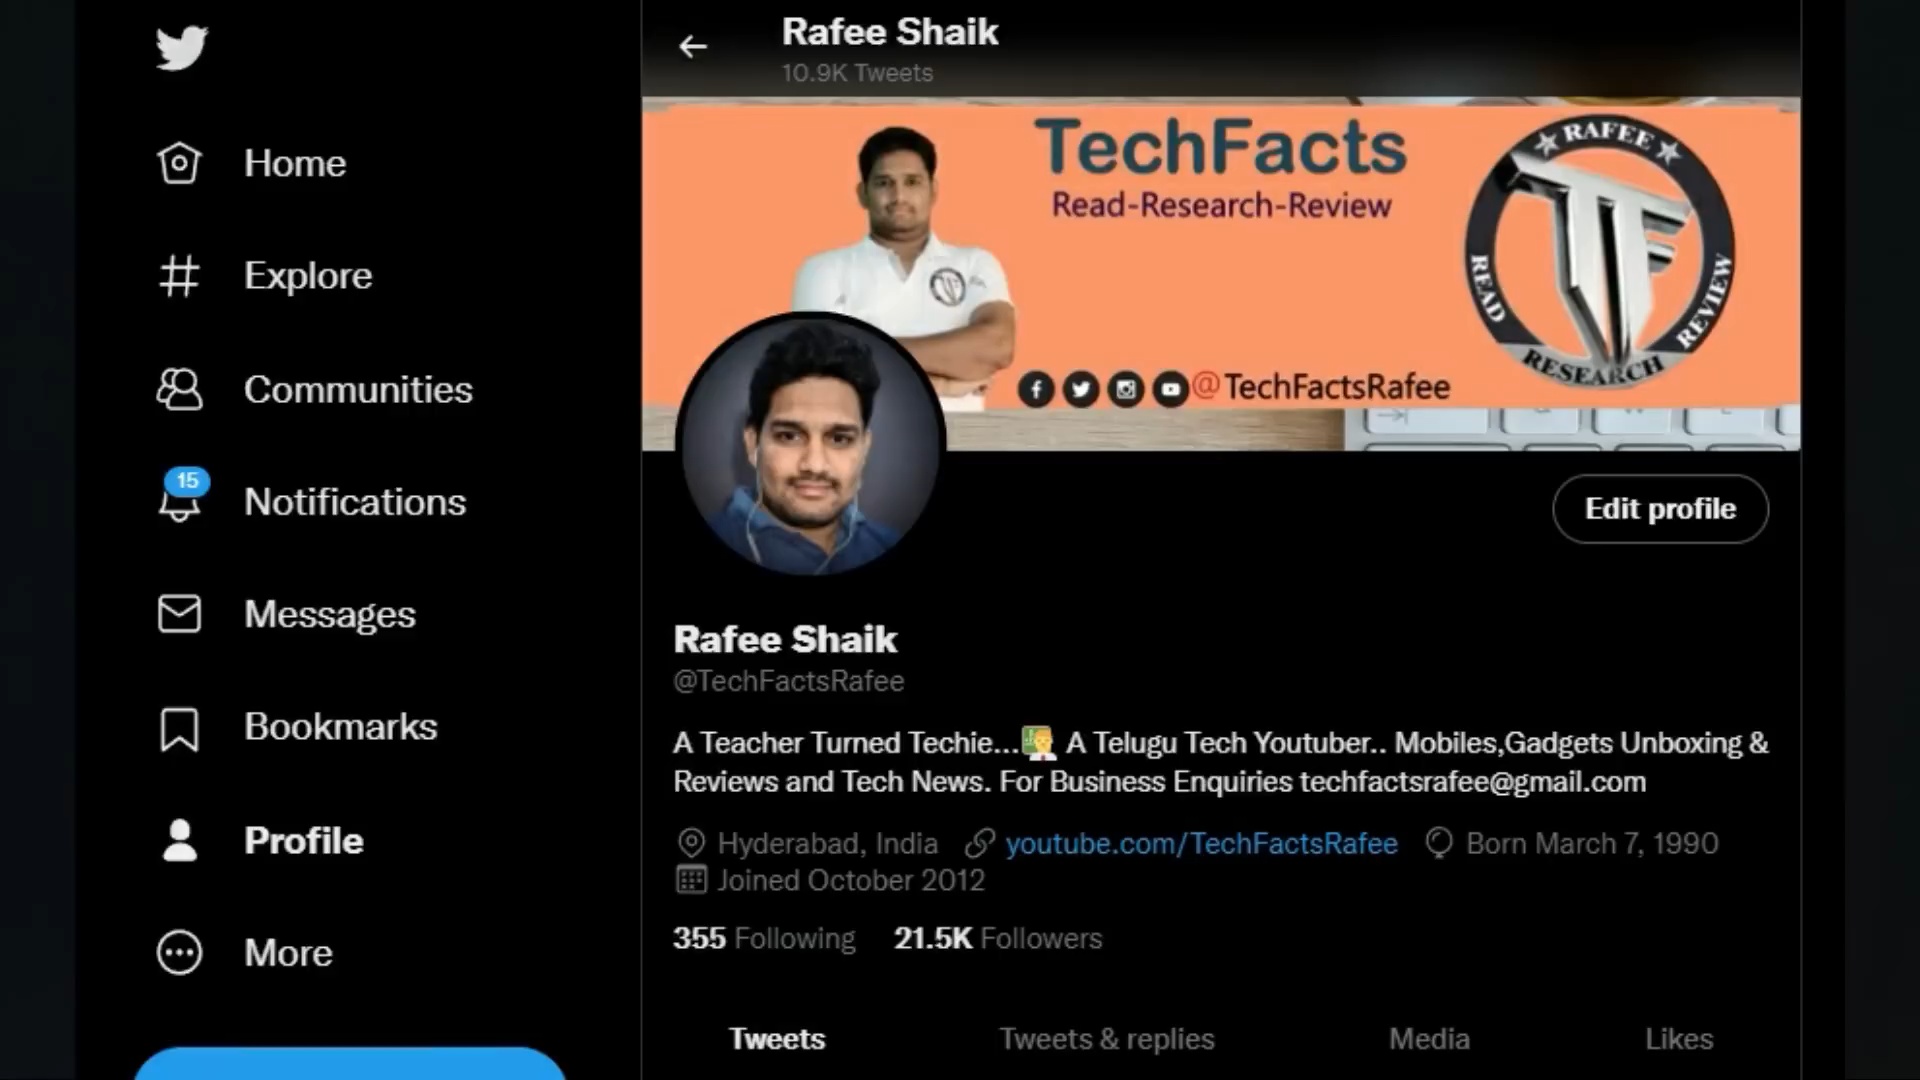 Home
Explore
Communities
15
Notifications
Messages
Bookmarks
Profile
More
Rafee Shaik
10.9K Tweets
TechFacts
Read-Research-Review
@TechFactsRafee
RAFEE
TF
READ
RESEARCH
REVIEW
TF
Edit profile
Rafee Shaik
@TechFactsRafee
A Teacher Turned Techie...👨‍🏫 A Telugu Tech Youtuber.. Mobiles,Gadgets Unboxing &
Reviews and Tech News. For Business Enquiries techfactsrafee@gmail.com
Hyderabad, India youtube.com/TechFactsRafee Born March 7, 1990
Joined October 2012
355 Following 21.5K Followers
Tweets Tweets & replies Media Likes